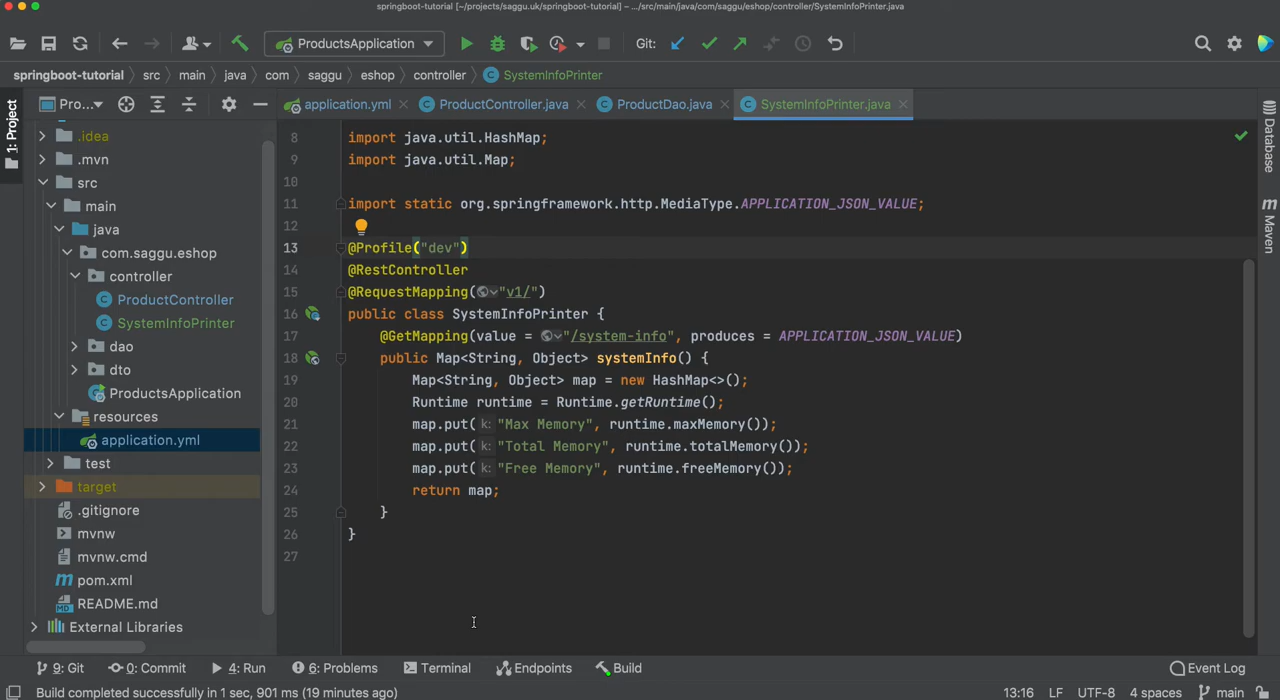 springboot-tutorial [~/projects/saggu.uk/springboot-tutorial] – .../src/main/java/com/saggu/eshop/controller/SystemInfoPrinter.java
ProductsApplication
Git:
springboot-tutorial src main java com saggu eshop controller SystemInfoPrinter
Pro...
application.yml ProductController.java ProductDao.java SystemInfoPrinter.java
1: Project
.idea
.mvn
src
main
java
com.saggu.eshop
controller
ProductController
SystemInfoPrinter
dao
dto
ProductsApplication
resources
application.yml
test
target
.gitignore
mvnw
mvnw.cmd
pom.xml
README.md
External Libraries
8 import java.util.HashMap;
9 import java.util.Map;
10
11 import static org.springframework.http.MediaType.APPLICATION_JSON_VALUE;
12
13 @Profile("dev")
14 @RestController
15 @RequestMapping("v1/")
16 public class SystemInfoPrinter {
17 @GetMapping(value = "/system-info", produces = APPLICATION_JSON_VALUE)
18 public Map<String, Object> systemInfo() {
19 Map<String, Object> map = new HashMap<>();
20 Runtime runtime = Runtime.getRuntime();
21 map.put( k: "Max Memory", runtime.maxMemory());
22 map.put( k: "Total Memory", runtime.totalMemory());
23 map.put( k: "Free Memory", runtime.freeMemory());
24 return map;
25 }
26 }
27
Database
Maven
9: Git 0: Commit 4: Run 6: Problems Terminal Endpoints Build Event Log
Build completed successfully in 1 sec, 901 ms (19 minutes ago) 13:16 LF UTF-8 4 spaces main